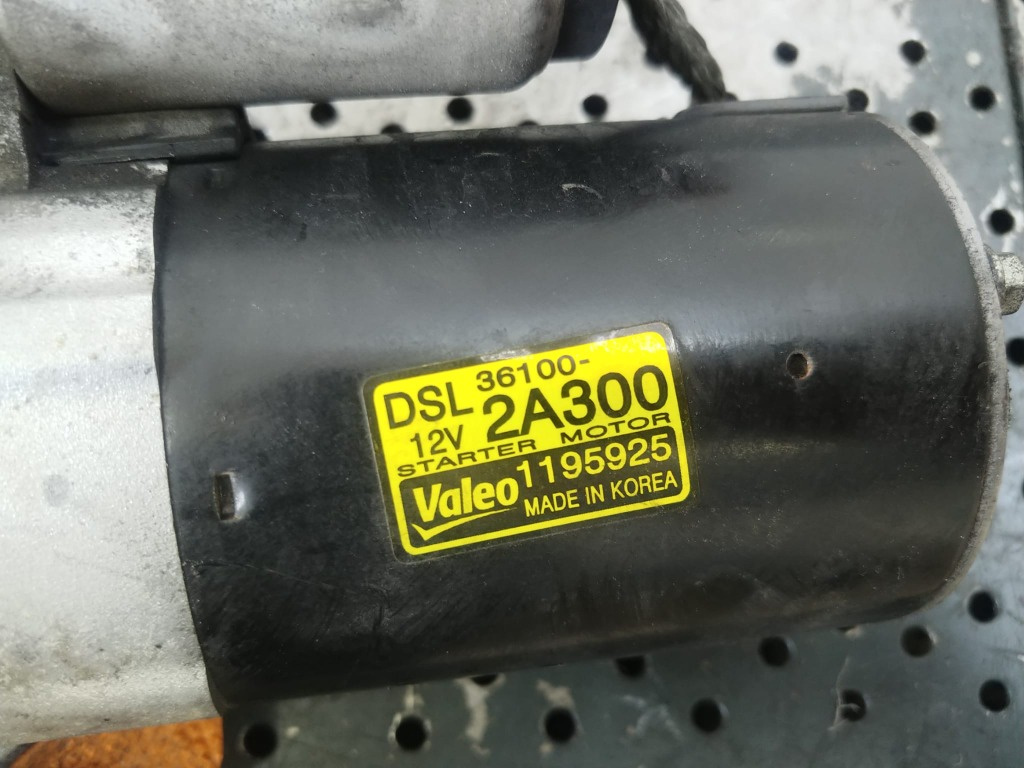 DSL 36100-
12V 2A300
STARTER MOTOR
Valeo 1195925
MADE IN KOREA